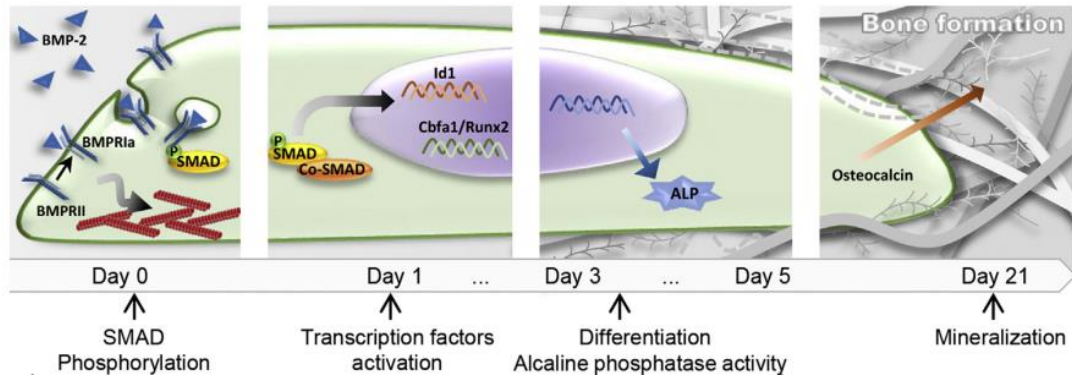 Bone formation
BMP-2
BMPRIa
BMPRII
P
SMAD
Id1
Cbfa1/Runx2
P
SMAD
Co-SMAD
ALP
Osteocalcin
Day 0
Day 1
...
Day 3
...
Day 5
Day 21
SMAD
Phosphorylation
Transcription factors
activation
Differentiation
Alcaline phosphatase activity
Mineralization